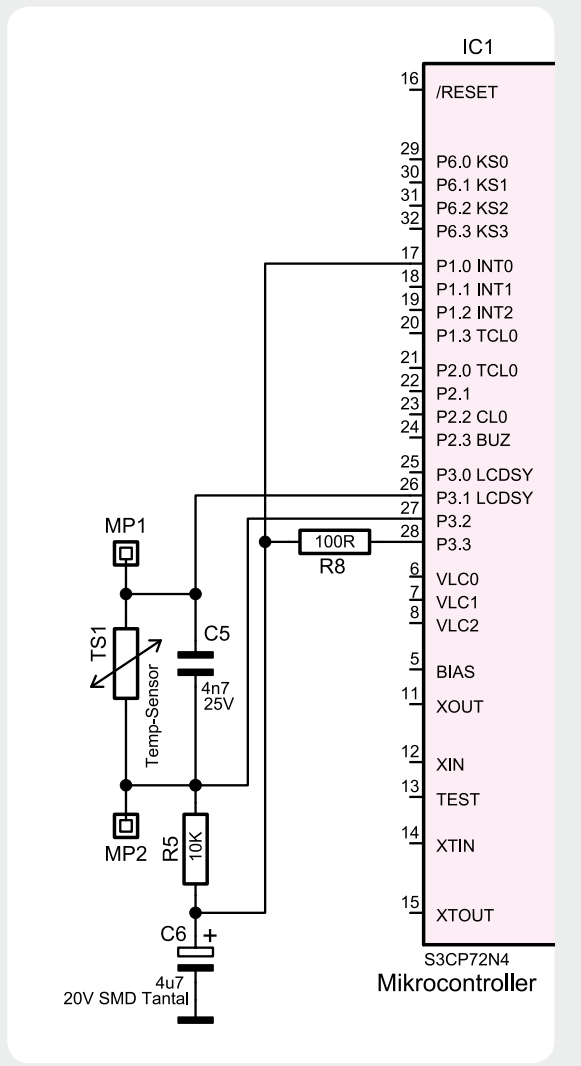 IC1
16
/RESET
29
P6.0 KS0
30
P6.1 KS1
31
P6.2 KS2
32
P6.3 KS3
17
P1.0 INT0
18
P1.1 INT1
19
P1.2 INT2
20
P1.3 TCL0
21
P2.0 TCL0
22
P2.1
23
P2.2 CL0
24
P2.3 BUZ
25
P3.0 LCDSY
26
P3.1 LCDSY
27
P3.2
28
P3.3
100R
R8
6
VLC0
7
VLC1
8
VLC2
5
BIAS
11
XOUT
12
XIN
13
TEST
14
XTIN
15
XTOUT
MP1
TS1
Temp-Sensor
C5
4n7
25V
MP2
R5
10K
C6
+
4u7
20V SMD Tantal
S3CP72N4
Mikrocontroller